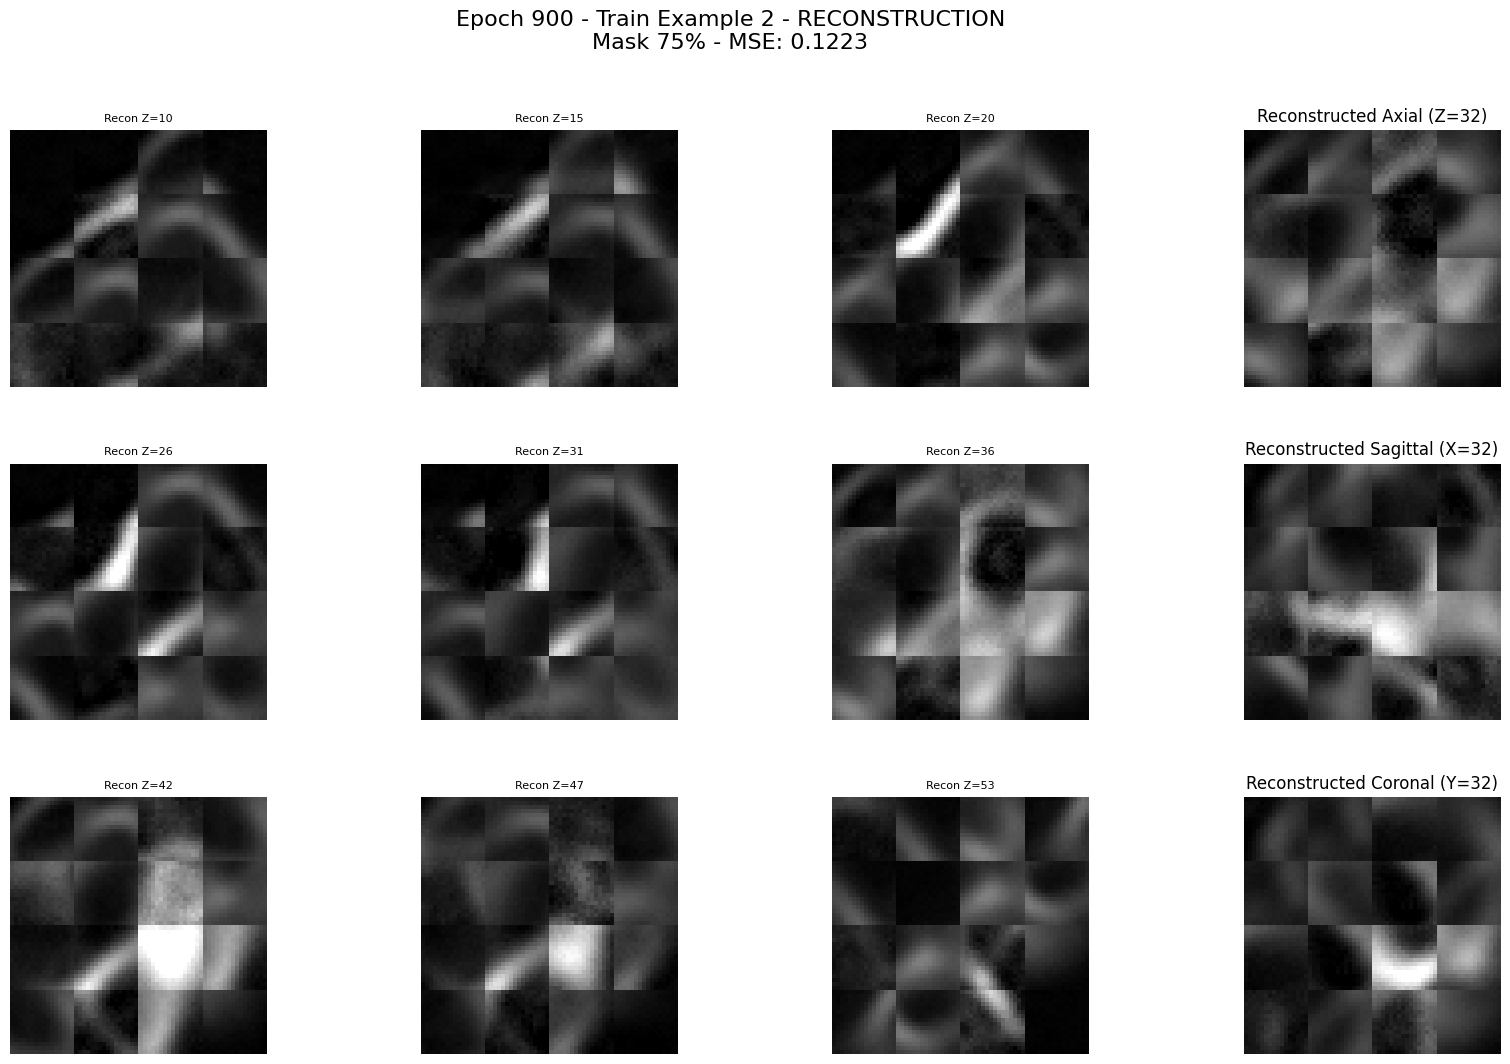 Epoch 900 - Train Example 2 - RECONSTRUCTION
Mask 75% - MSE: 0.1223
Recon Z=10
Recon Z=15
Recon Z=20
Reconstructed Axial (Z=32)
Recon Z=26
Recon Z=31
Recon Z=36
Reconstructed Sagittal (X=32)
Recon Z=42
Recon Z=47
Recon Z=53
Reconstructed Coronal (Y=32)